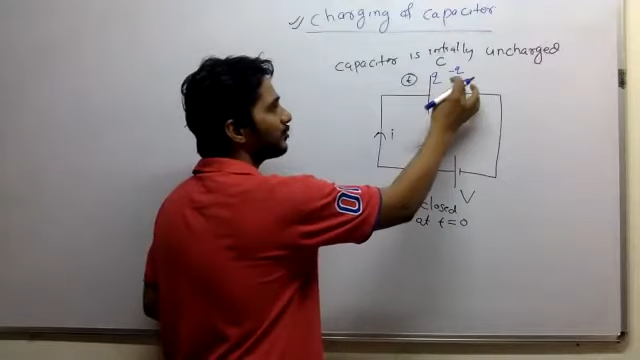 Charging of capacitor
capacitor is initially uncharged
C
t q -q
i
V
closed
at t=0